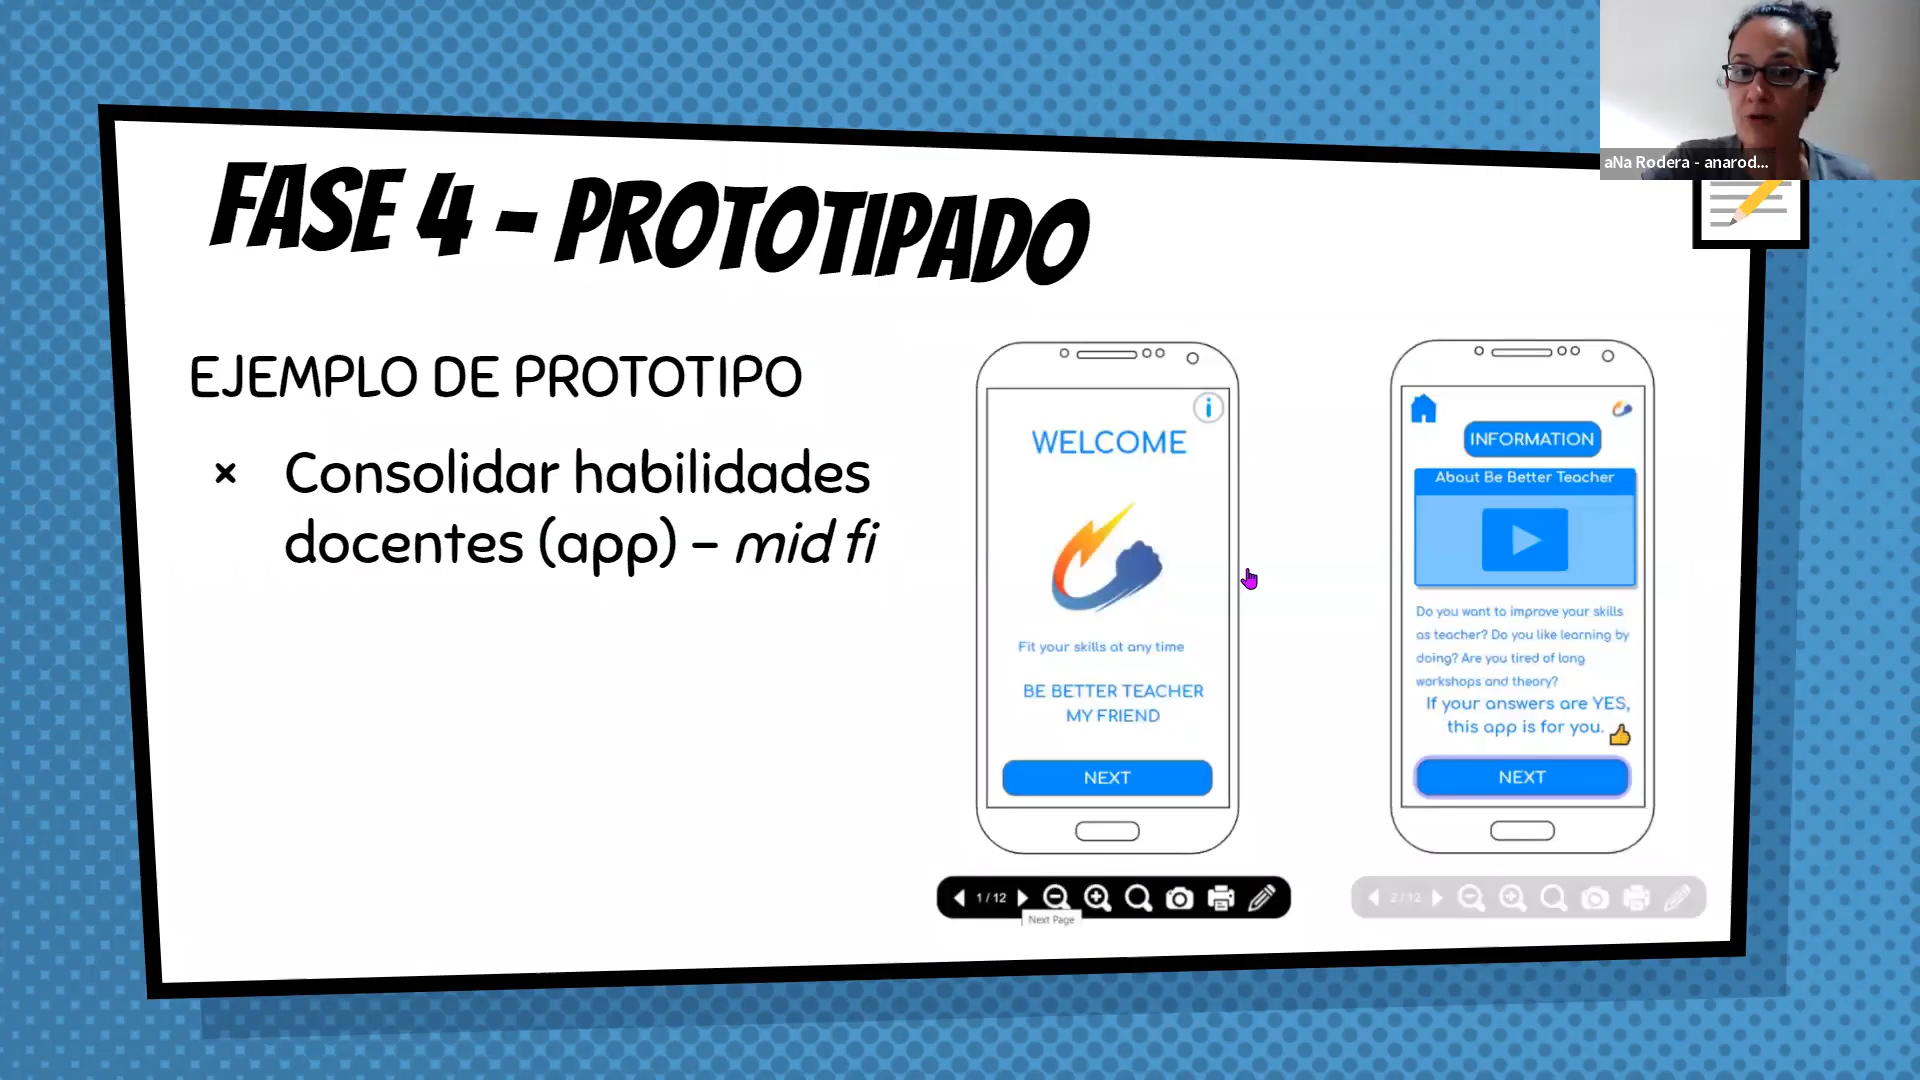 aNa Rodera - anarod...
FASE 4 - PROTOTIPADO
EJEMPLO DE PROTOTIPO
× Consolidar habilidades
docentes (app) - mid fi
i
WELCOME
Fit your skills at any time
BE BETTER TEACHER
MY FRIEND
NEXT
1 / 12
Next Page
INFORMATION
About Be Better Teacher
Do you want to improve your skills
as teacher? Do you like learning by
doing? Are you tired of long
workshops and theory?
If your answers are YES,
this app is for you.
NEXT
2 / 12